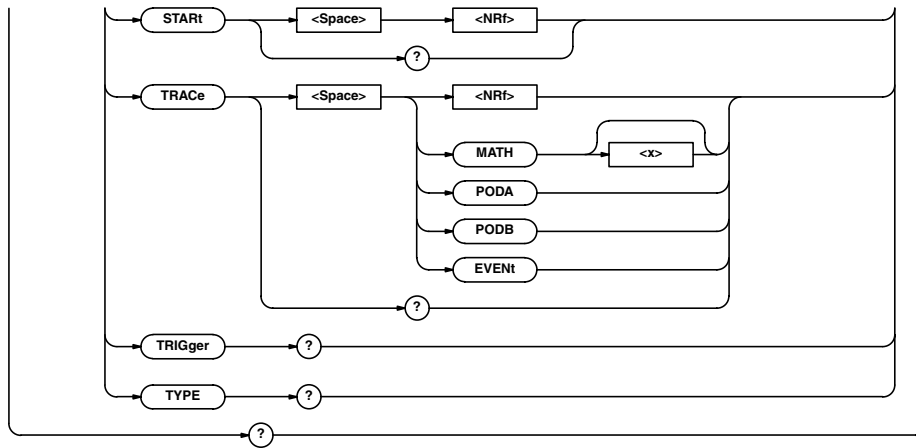 STARt <Space> <NRf>
?
TRACe <Space> <NRf>
MATH <x>
PODA
PODB
EVENt
?
TRIGger ?
TYPE ?
?